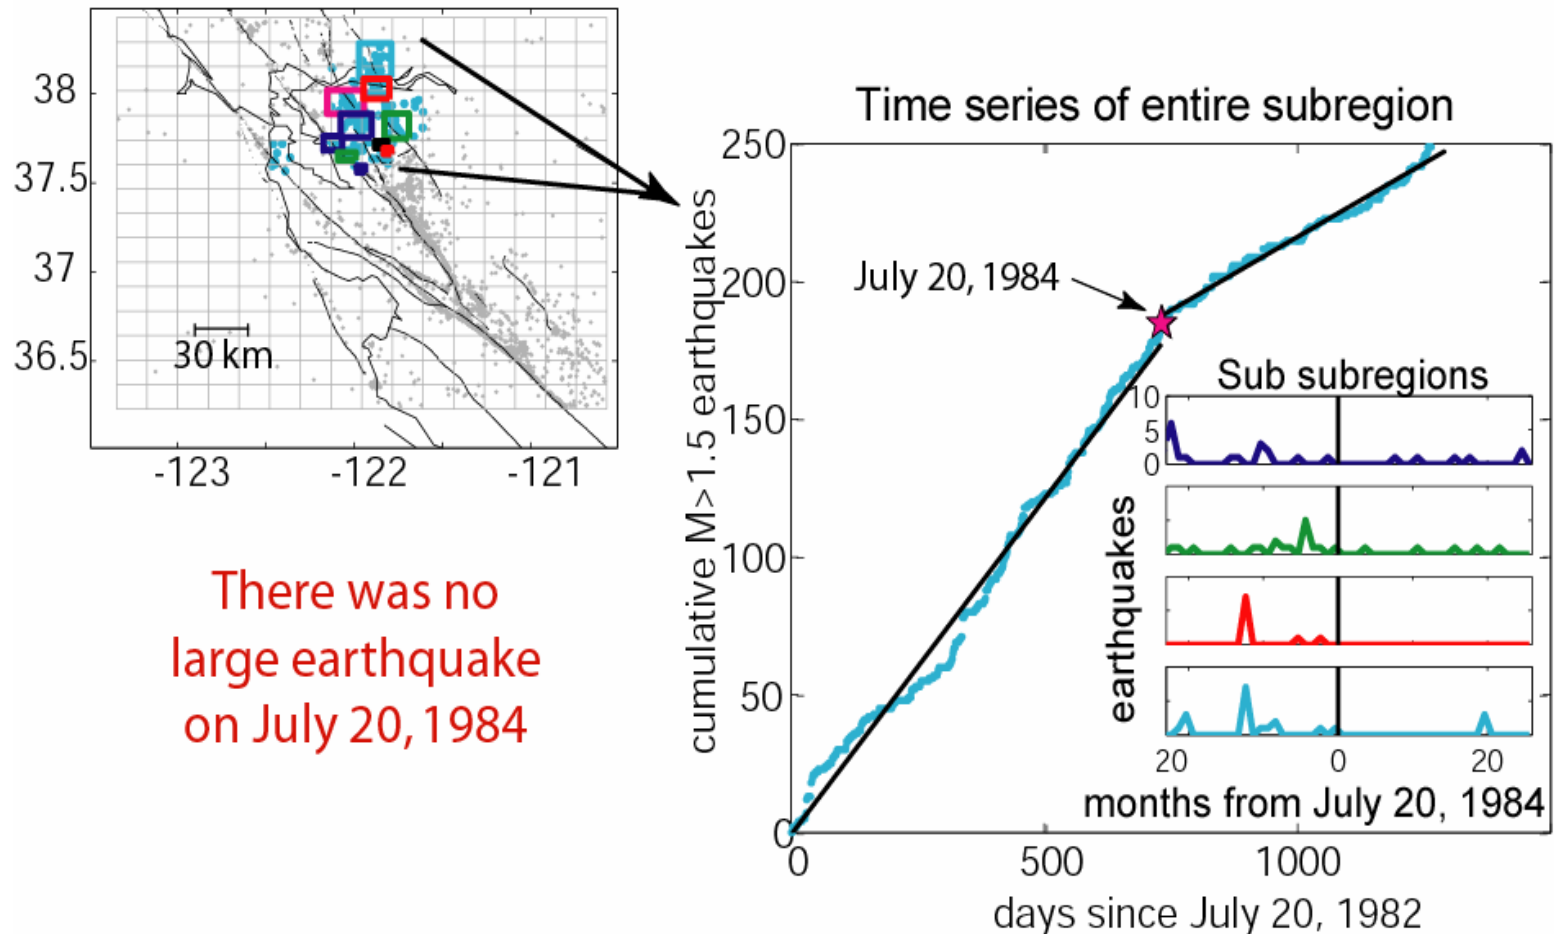 38
37.5
37
36.5
30 km
-123
-122
-121
There was no
large earthquake
on July 20, 1984
Time series of entire subregion
cumulative M>1.5 earthquakes
250
200
150
100
50
0
July 20, 1984
Sub subregions
10
5
0
earthquakes
20
0
20
months from July 20, 1984
0
500
1000
days since July 20, 1982